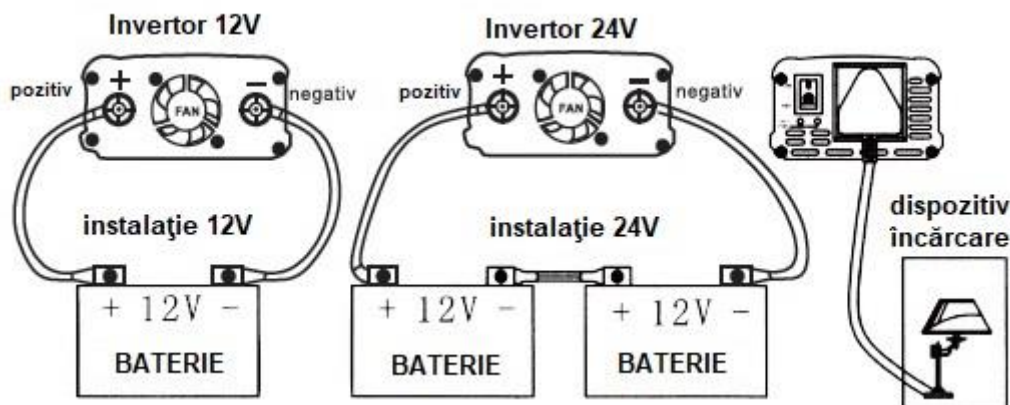 Invertor 12V
pozitiv
+
−
negativ
FAN
instalaţie 12V
+ 12V -
BATERIE
Invertor 24V
pozitiv
+
−
negativ
FAN
instalaţie 24V
+ 12V -
BATERIE
+ 12V -
BATERIE
dispozitiv
încărcare